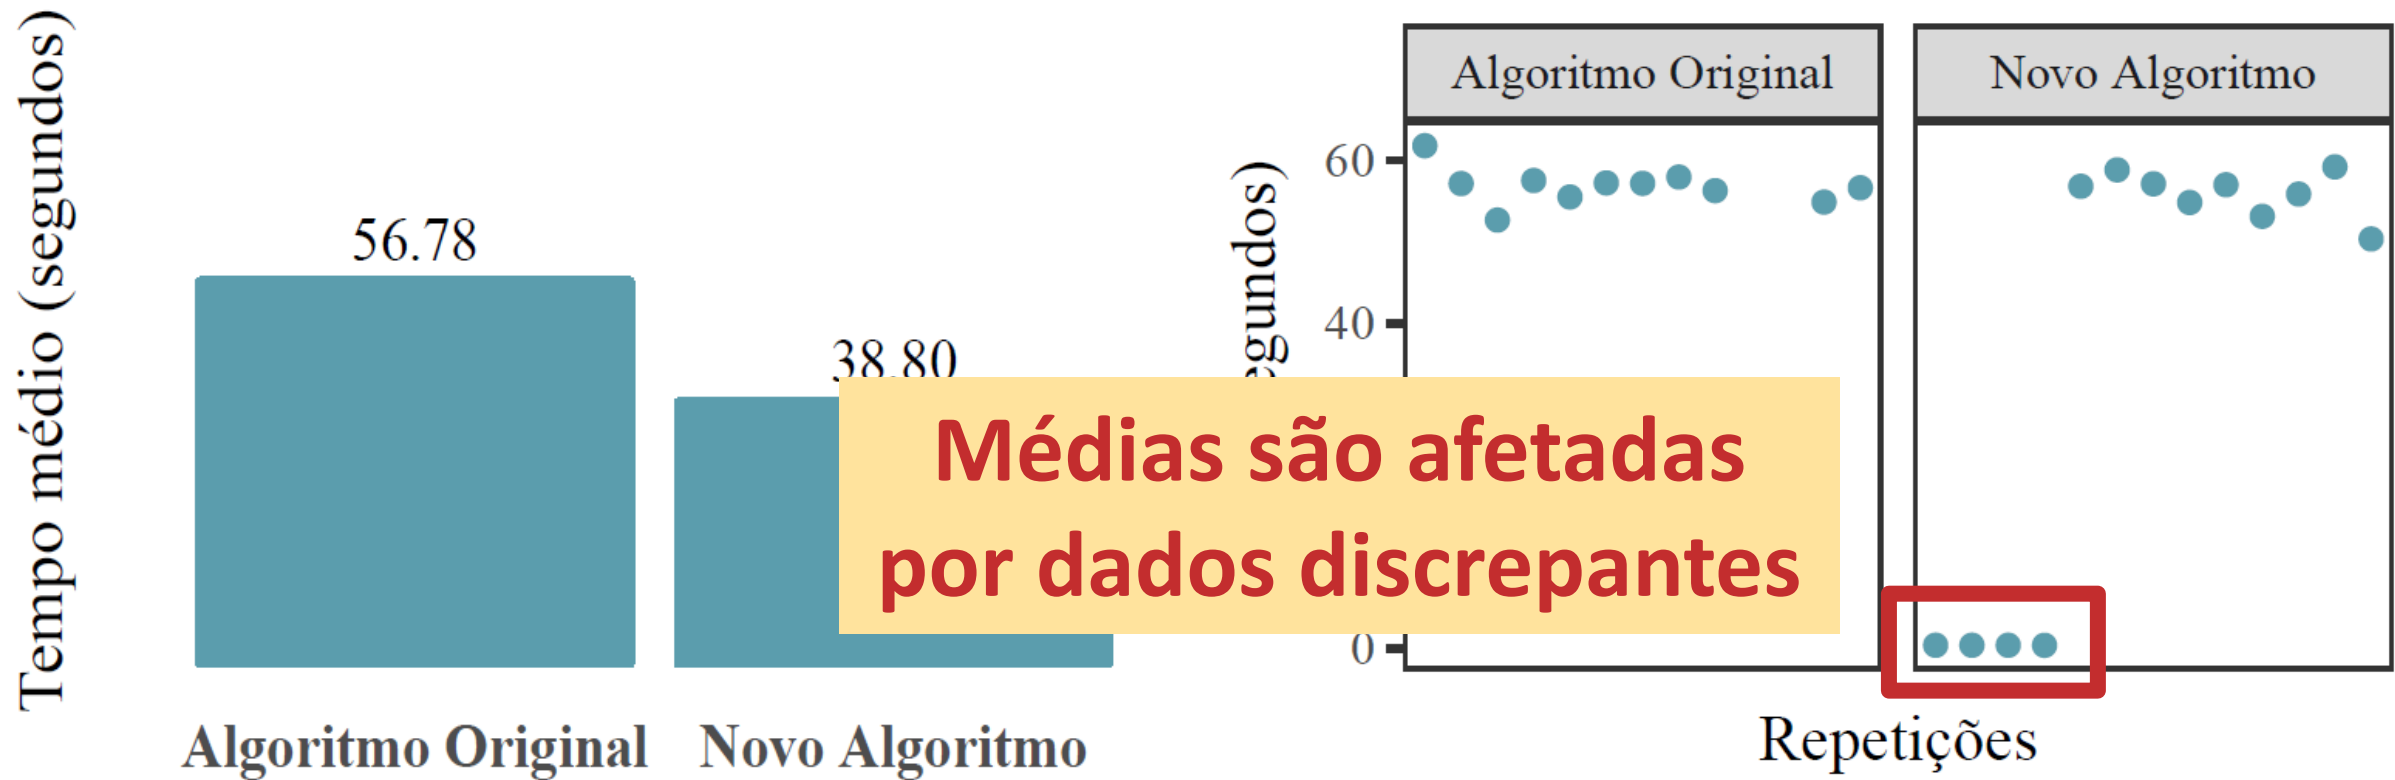 Tempo médio (segundos)
56.78
38.80
Algoritmo Original
Novo Algoritmo
Algoritmo Original
Novo Algoritmo
60
40
0
Médias são afetadas
por dados discrepantes
Repetições